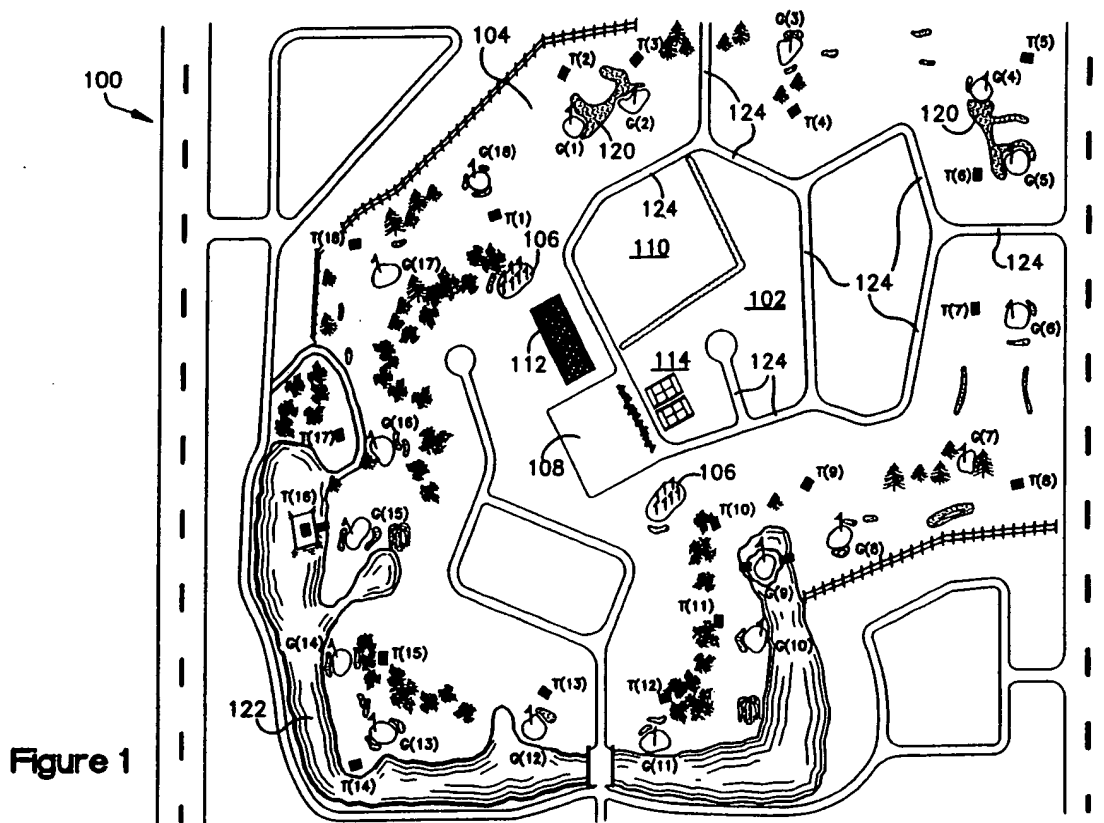 G(3)
104
T(3)
T(5)
T(2)
100
G(4)
124
120
G(2)
T(4)
G(1)
120
G(18)
T(6)
G(5)
124
T(1)
T(18)
106
110
124
G(17)
124
102
T(7)
G(6)
112
114
124
G(16)
T(17)
G(7)
108
106
T(9)
T(8)
T(16)
G(15)
T(10)
G(8)
G(9)
T(11)
G(14)
T(15)
G(10)
T(13)
T(12)
122
G(13)
Figure 1
G(12)
G(11)
T(14)